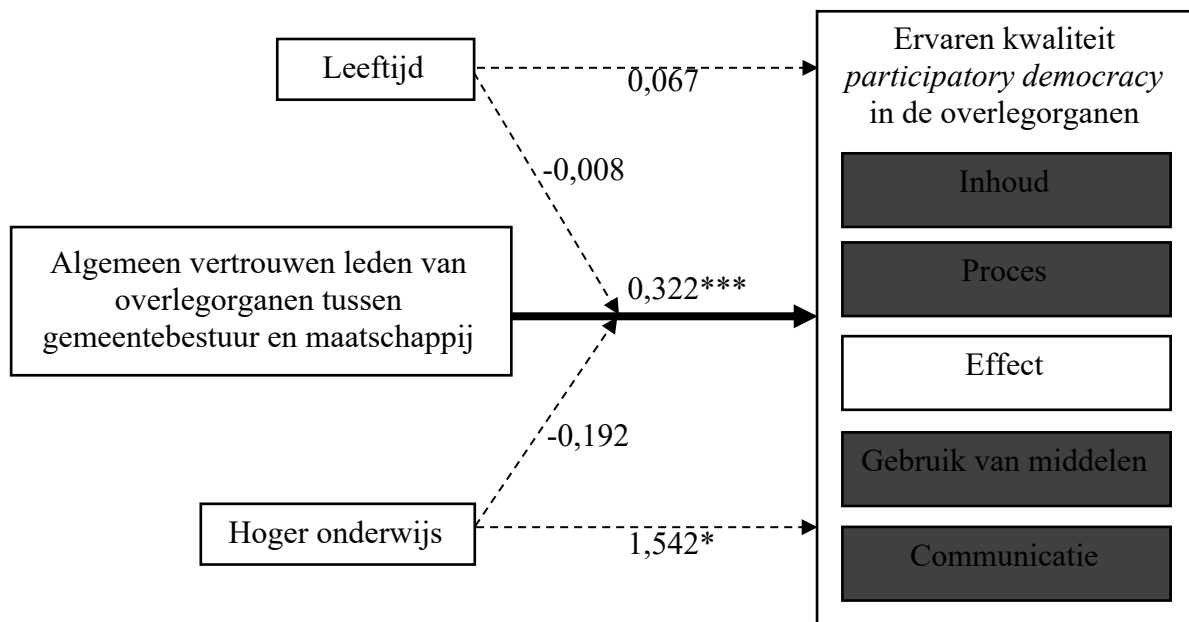 Leeftijd
0,067
-0,008
Algemeen vertrouwen leden van
overlegorganen tussen
gemeentebestuur en maatschappij
0,322***
-0,192
Hoger onderwijs
1,542*
Ervaren kwaliteit
participatory democracy
in de overlegorganen
Inhoud
Proces
Effect
Gebruik van middelen
Communicatie